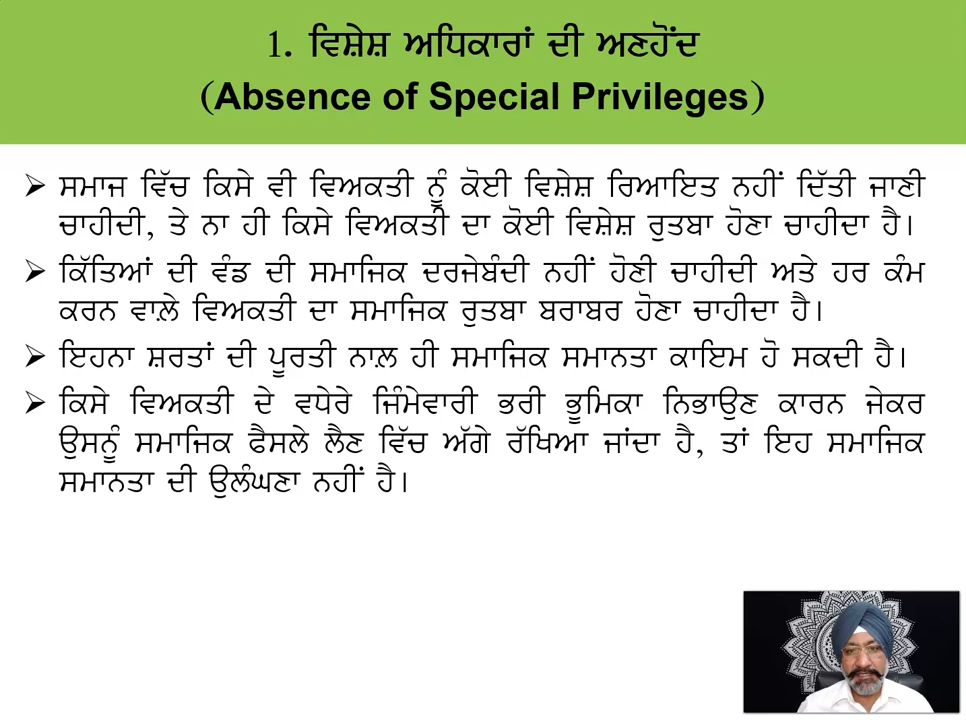 1. ਵਿਸ਼ੇਸ਼ ਅਧਿਕਾਰਾਂ ਦੀ ਅਣਹੋਂਦ
(Absence of Special Privileges)
➢ ਸਮਾਜ ਵਿੱਚ ਕਿਸੇ ਵੀ ਵਿਅਕਤੀ ਨੂੰ ਕੋਈ ਵਿਸ਼ੇਸ਼ ਰਿਆਇਤ ਨਹੀਂ ਦਿੱਤੀ ਜਾਣੀ
ਚਾਹੀਦੀ, ਤੇ ਨਾ ਹੀ ਕਿਸੇ ਵਿਅਕਤੀ ਦਾ ਕੋਈ ਵਿਸ਼ੇਸ਼ ਰੁਤਬਾ ਹੋਣਾ ਚਾਹੀਦਾ ਹੈ।
➢ ਕਿੱਤਿਆਂ ਦੀ ਵੰਡ ਦੀ ਸਮਾਜਿਕ ਦਰਜੇਬੰਦੀ ਨਹੀਂ ਹੋਣੀ ਚਾਹੀਦੀ ਅਤੇ ਹਰ ਕੰਮ
ਕਰਨ ਵਾਲ਼ੇ ਵਿਅਕਤੀ ਦਾ ਸਮਾਜਿਕ ਰੁਤਬਾ ਬਰਾਬਰ ਹੋਣਾ ਚਾਹੀਦਾ ਹੈ।
➢ ਇਹਨਾ ਸ਼ਰਤਾਂ ਦੀ ਪੂਰਤੀ ਨਾਲ਼ ਹੀ ਸਮਾਜਿਕ ਸਮਾਨਤਾ ਕਾਇਮ ਹੋ ਸਕਦੀ ਹੈ।
➢ ਕਿਸੇ ਵਿਅਕਤੀ ਦੇ ਵਧੇਰੇ ਜਿੰਮੇਵਾਰੀ ਭਰੀ ਭੂਮਿਕਾ ਨਿਭਾਉਣ ਕਾਰਨ ਜੇਕਰ
ਉਸਨੂੰ ਸਮਾਜਿਕ ਫੈਸਲੇ ਲੈਣ ਵਿੱਚ ਅੱਗੇ ਰੱਖਿਆ ਜਾਂਦਾ ਹੈ, ਤਾਂ ਇਹ ਸਮਾਜਿਕ
ਸਮਾਨਤਾ ਦੀ ਉਲੰਘਣਾ ਨਹੀਂ ਹੈ।